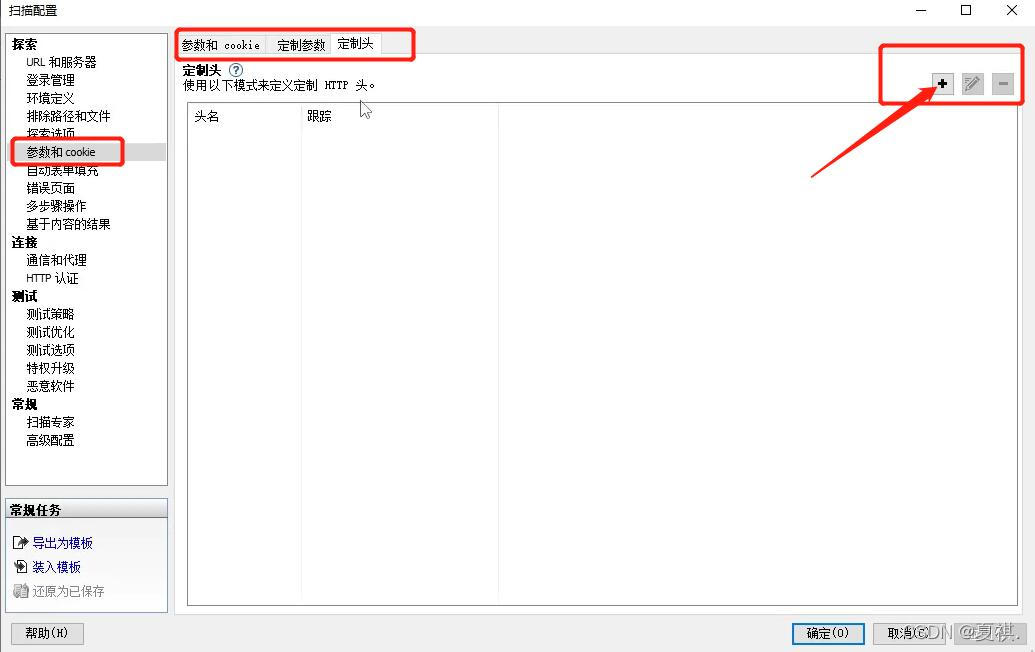 扫描配置
探索
URL 和服务器
登录管理
环境定义
排除路径和文件
探索选项
参数和 cookie
自动表单填充
错误页面
多步骤操作
基于内容的结果
连接
通信和代理
HTTP 认证
测试
测试策略
测试优化
测试选项
特权升级
恶意软件
常规
扫描专家
高级配置
常规任务
导出为模板
装入模板
还原为已保存
参数和 cookie 定制参数 定制头
定制头 ?
使用以下模式来定义定制 HTTP 头。
头名 跟踪
帮助(H) 确定(O) 取消(C)
CSDN @夏祺.